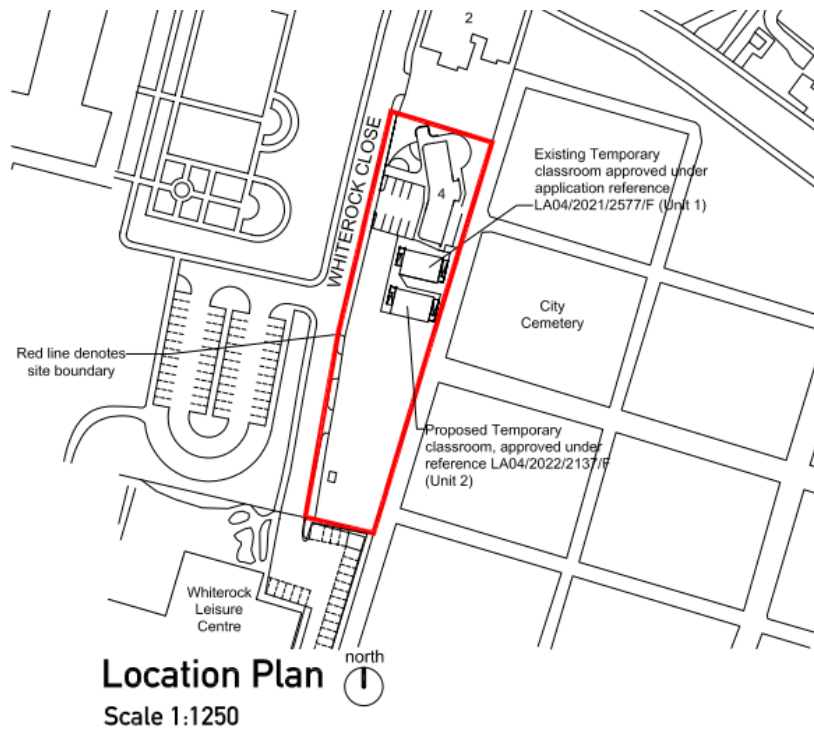 2
WHITEROCK CLOSE
4
Existing Temporary
classroom approved under
application reference
LA04/2021/2577/F (Unit 1)
City
Cemetery
Red line denotes
site boundary
Proposed Temporary
classroom, approved under
reference LA04/2022/2137/F
(Unit 2)
Whiterock
Leisure
Centre
Location Plan
north
Scale 1:1250